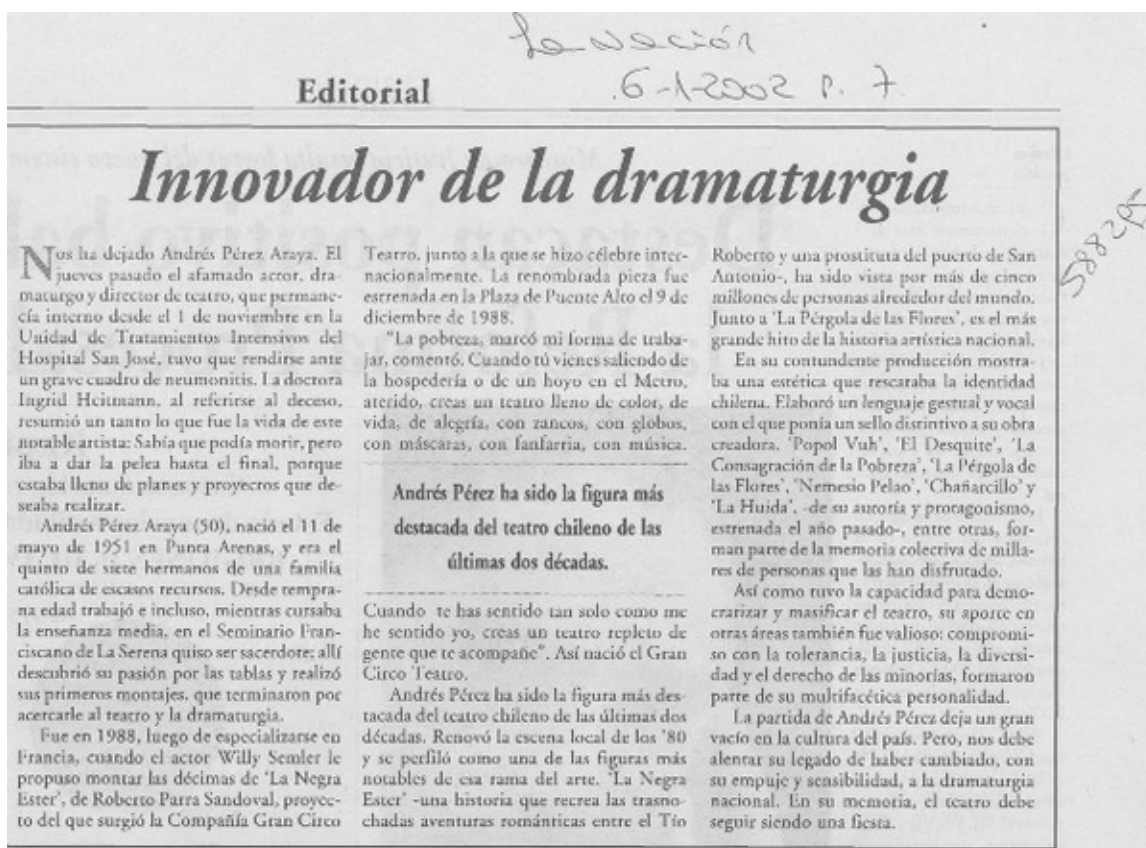 La Nación
6-1-2002 P. 7.
Editorial
Innovador de la dramaturgia
588290
Nos ha dejado Andrés Pérez Araya. El
jueves pasado el afamado actor, dra-
maturgo y director de teatro, que permane-
cía interno desde el 1 de noviembre en la
Unidad de Tratamientos Intensivos del
Hospital San José, tuvo que rendirse ante
un grave cuadro de neumonitis. La doctora
Ingrid Heitmann, al referirse al deceso,
resumió un tanto lo que fue la vida de este
notable artista: Sabía que podía morir, pero
iba a dar la pelea hasta el final, porque
estaba lleno de planes y proyectos que de-
seaba realizar.
Andrés Pérez Araya (50), nació el 11 de
mayo de 1951 en Punta Arenas, y era el
quinto de siete hermanos de una familia
católica de escasos recursos. Desde tempra-
na edad trabajó e incluso, mientras cursaba
la enseñanza media, en el Seminario Fran-
ciscano de La Serena quiso ser sacerdote; allí
descubrió su pasión por las tablas y realizó
sus primeros montajes, que terminaron por
acercarle al teatro y la dramaturgia.
Fue en 1988, luego de especializarse en
Francia, cuando el actor Willy Semler le
propuso montar las décimas de 'La Negra
Ester', de Roberto Parra Sandoval, proyec-
to del que surgió la Compañía Gran Circo
Teatro, junto a la que se hizo célebre inter-
nacionalmente. La renombrada pieza fue
estrenada en la Plaza de Puente Alto el 9 de
diciembre de 1988.
"La pobreza, marcó mi forma de traba-
jar, comentó. Cuando tú vienes saliendo de
la hospedería o de un hoyo en el Metro,
aterido, creas un teatro lleno de color, de
vida, de alegría, con zancos, con globos,
con máscaras, con fanfarria, con música.
Andrés Pérez ha sido la figura más
destacada del teatro chileno de las
últimas dos décadas.
Cuando te has sentido tan solo como me
he sentido yo, creas un teatro repleto de
gente que te acompañe". Así nació el Gran
Circo Teatro.
Andrés Pérez ha sido la figura más des-
tacada del teatro chileno de las últimas dos
décadas. Renovó la escena local de los '80
y se perfiló como una de las figuras más
notables de esa rama del arte. 'La Negra
Ester' -una historia que recrea las trasno-
chadas aventuras románticas entre el Tío
Roberto y una prostituta del puerto de San
Antonio-, ha sido vista por más de cinco
millones de personas alrededor del mundo.
Junto a 'La Pérgola de las Flores', es el más
grande hito de la historia artística nacional.
En su contundente producción mostra-
ba una estética que rescataba la identidad
chilena. Elaboró un lenguaje gestual y vocal
con el que ponía un sello distintivo a su obra
creadora. 'Popol Vuh', 'El Desquite', 'La
Consagración de la Pobreza', 'La Pérgola de
las Flores', 'Nemesio Pelao', 'Chañarcillo' y
'La Huida', -de su autoría y protagonismo,
estrenada el año pasado-, entre otras, for-
man parte de la memoria colectiva de milla-
res de personas que las han disfrutado.
Así como tuvo la capacidad para demo-
cratizar y masificar el teatro, su aporte en
otras áreas también fue valioso: compromi-
so con la tolerancia, la justicia, la diversi-
dad y el derecho de las minorías, formaron
parte de su multifacética personalidad.
La partida de Andrés Pérez deja un gran
vacío en la cultura del país. Pero, nos debe
alentar su legado de haber cambiado, con
su empuje y sensibilidad, a la dramaturgia
nacional. En su memoria, el teatro debe
seguir siendo una fiesta.